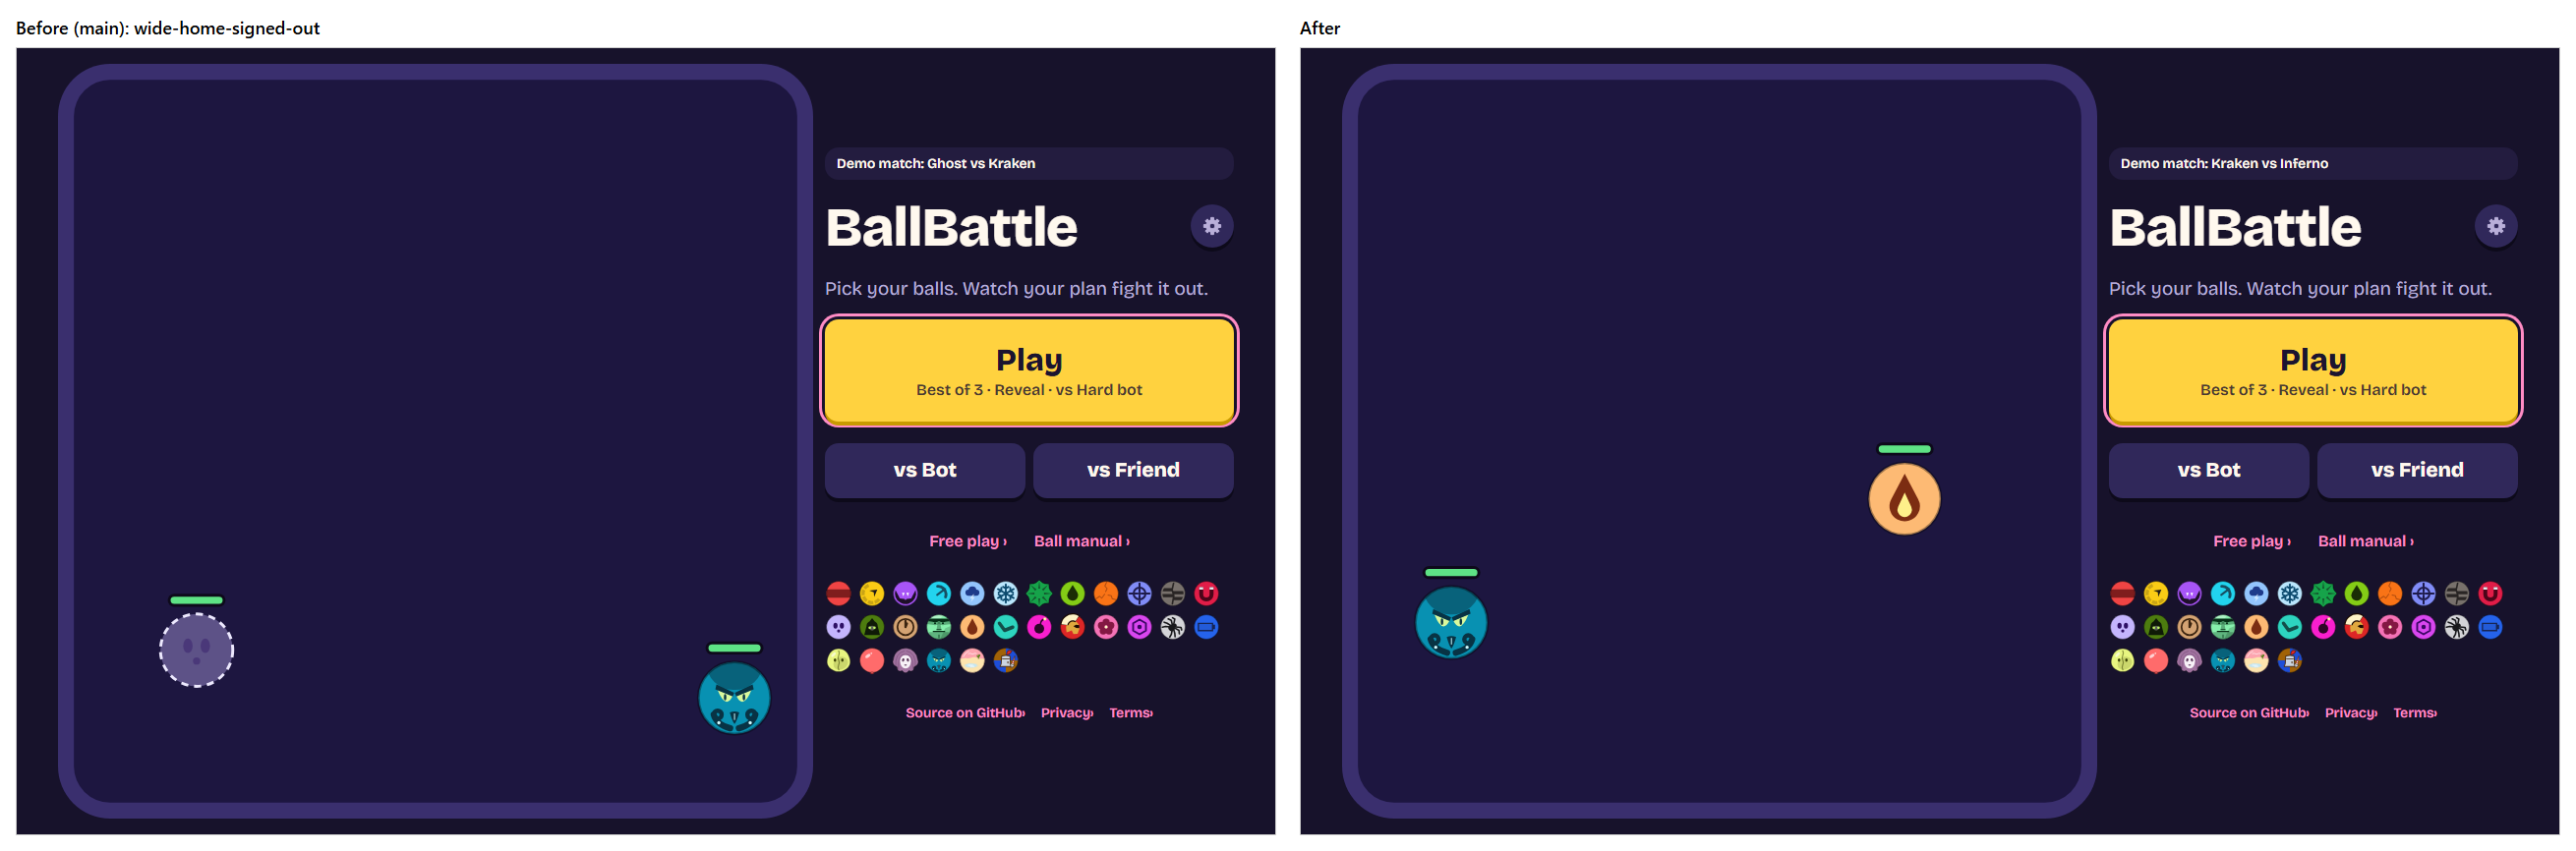 Before (main): wide-home-signed-out
Demo match: Ghost vs Kraken
BallBattle
Pick your balls. Watch your plan fight it out.
Play
Best of 3 · Reveal · vs Hard bot
vs Bot
vs Friend
Free play ›
Ball manual ›
Source on GitHub›
Privacy›
Terms›
After
Demo match: Kraken vs Inferno
BallBattle
Pick your balls. Watch your plan fight it out.
Play
Best of 3 · Reveal · vs Hard bot
vs Bot
vs Friend
Free play ›
Ball manual ›
Source on GitHub›
Privacy›
Terms›